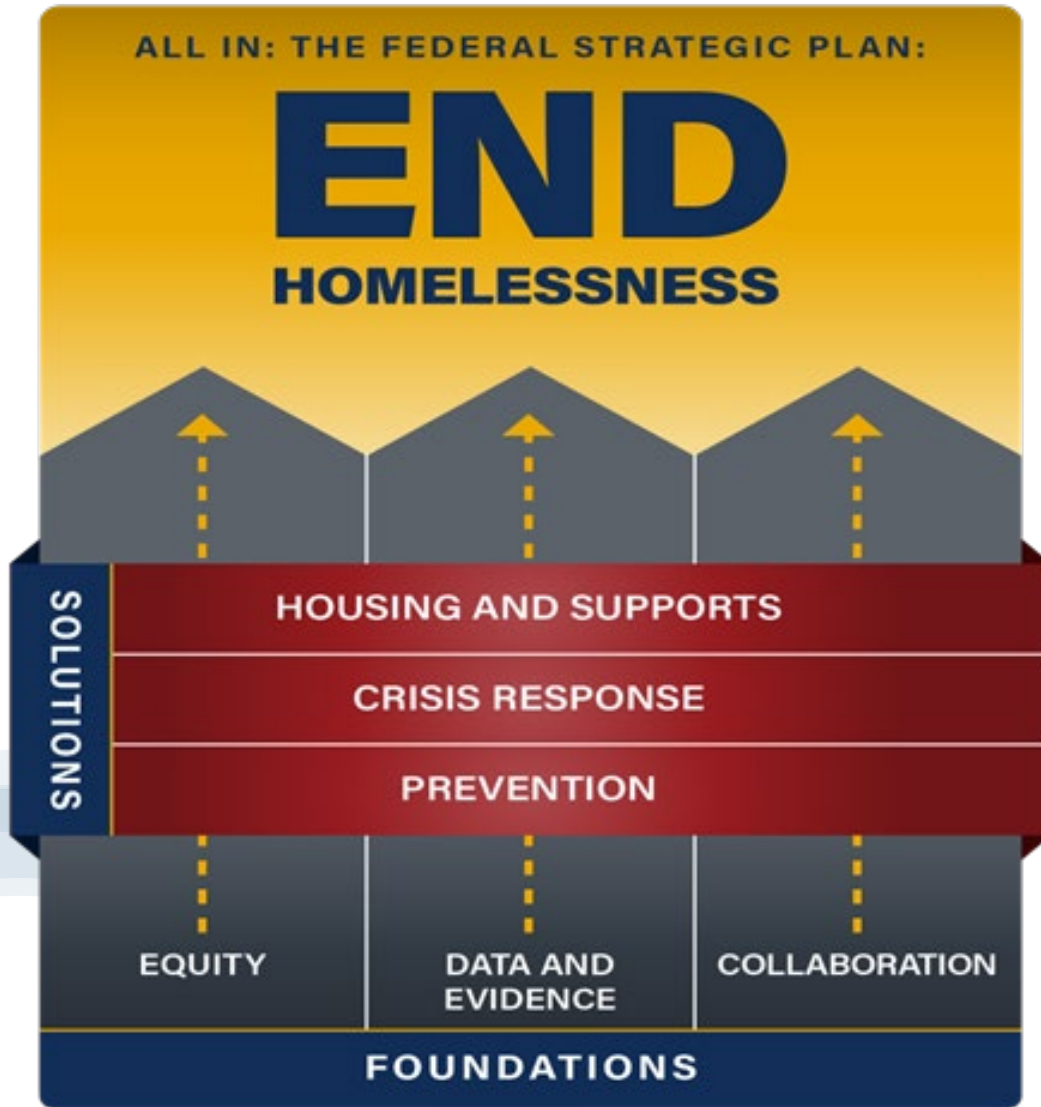 ALL IN: THE FEDERAL STRATEGIC PLAN:
END
HOMELESSNESS
SOLUTIONS
HOUSING AND SUPPORTS
CRISIS RESPONSE
PREVENTION
EQUITY
DATA AND
EVIDENCE
COLLABORATION
FOUNDATIONS